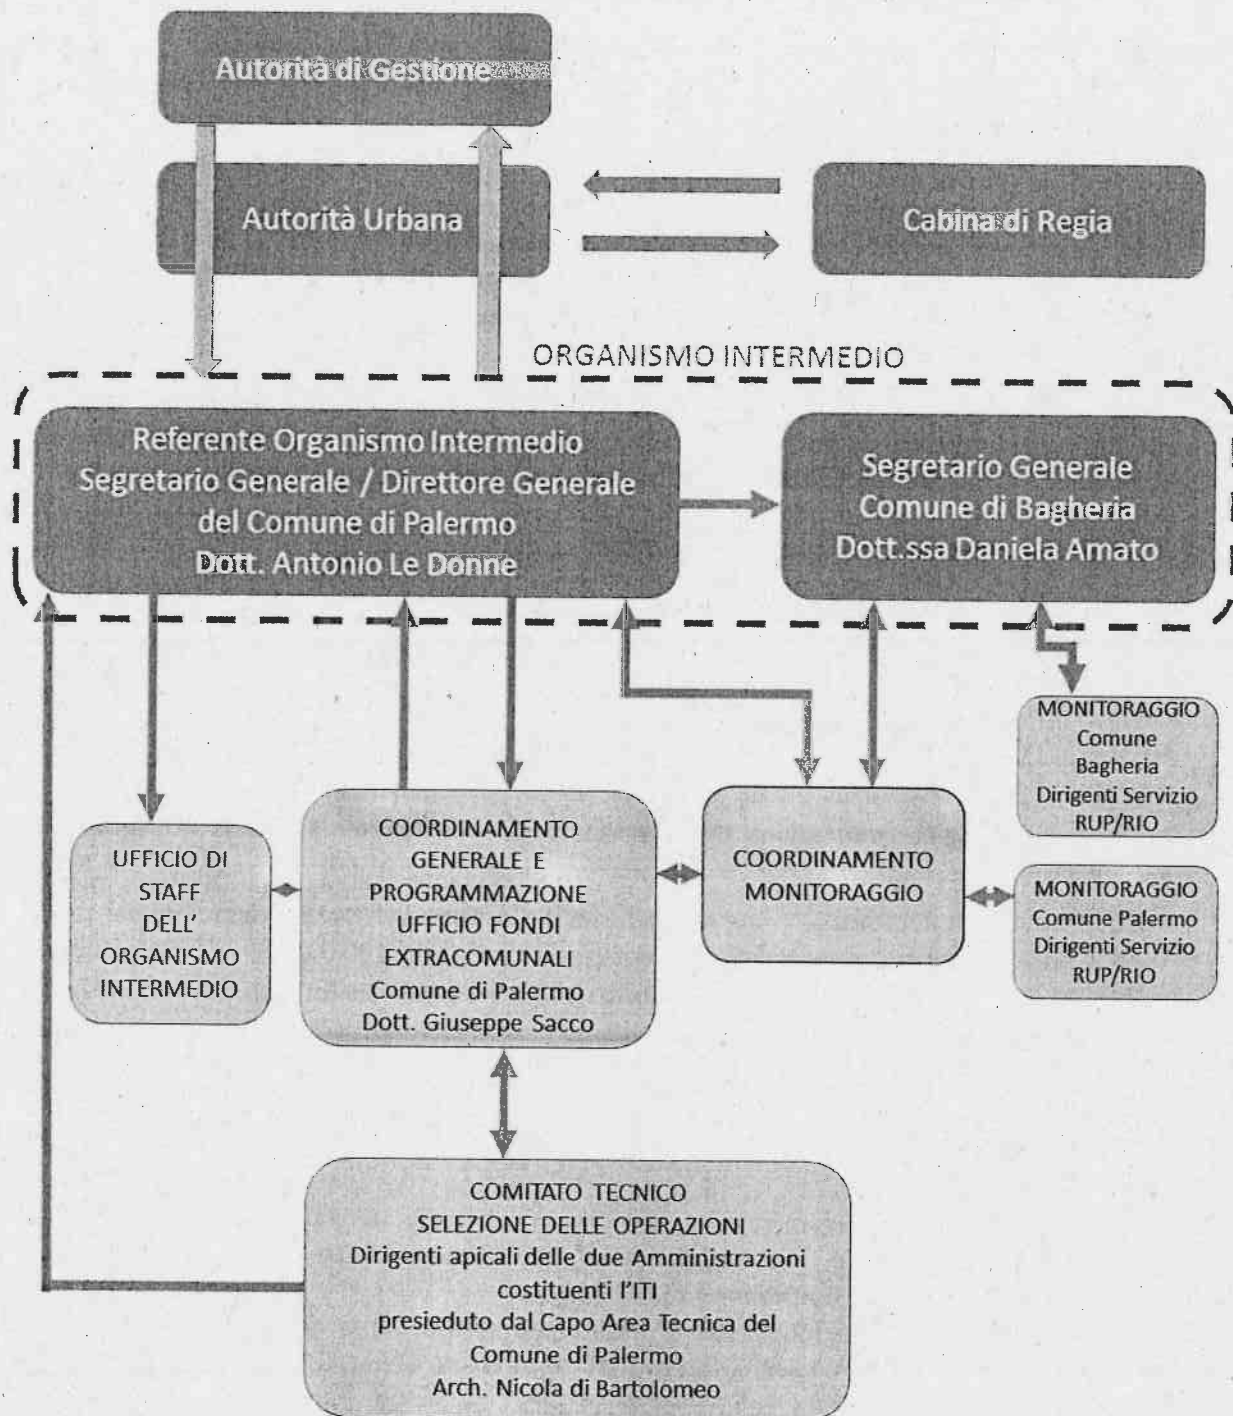 Autorità di Gestione
Autorità Urbana
Cabina di Regia
ORGANISMO INTERMEDIO
Referente Organismo Intermedio
Segretario Generale / Direttore Generale
del Comune di Palermo
Dott. Antonio Le Donne
Segretario Generale
Comune di Bagheria
Dott.ssa Daniela Amato
MONITORAGGIO
Comune
Bagheria
Dirigenti Servizio
RUP/RIO
UFFICIO DI
STAFF
DELL'
ORGANISMO
INTERMEDIO
COORDINAMENTO
GENERALE E
PROGRAMMAZIONE
UFFICIO FONDI
EXTRACOMUNALI
Comune di Palermo
Dott. Giuseppe Sacco
COORDINAMENTO
MONITORAGGIO
MONITORAGGIO
Comune Palermo
Dirigenti Servizio
RUP/RIO
COMITATO TECNICO
SELEZIONE DELLE OPERAZIONI
Dirigenti apicali delle due Amministrazioni
costituenti l'ITI
presieduto dal Capo Area Tecnica del
Comune di Palermo
Arch. Nicola di Bartolomeo